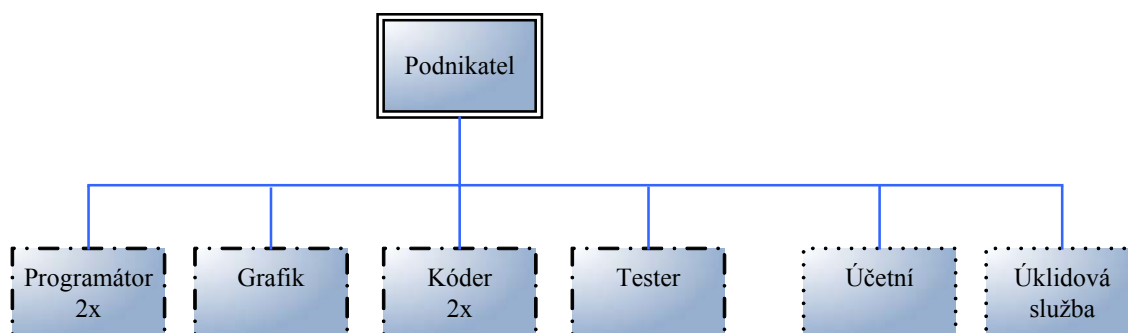 Podnikatel
Programátor
2x
Grafik
Kóder
2x
Tester
Účetní
Úklidová
služba